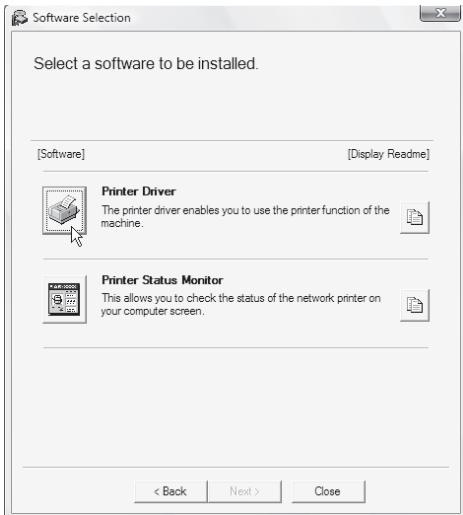 Software Selection
Select a software to be installed.
[Software] [Display Readme]
Printer Driver
The printer driver enables you to use the printer function of the
machine.
Printer Status Monitor
This allows you to check the status of the network printer on
your computer screen.
< Back Next > Close